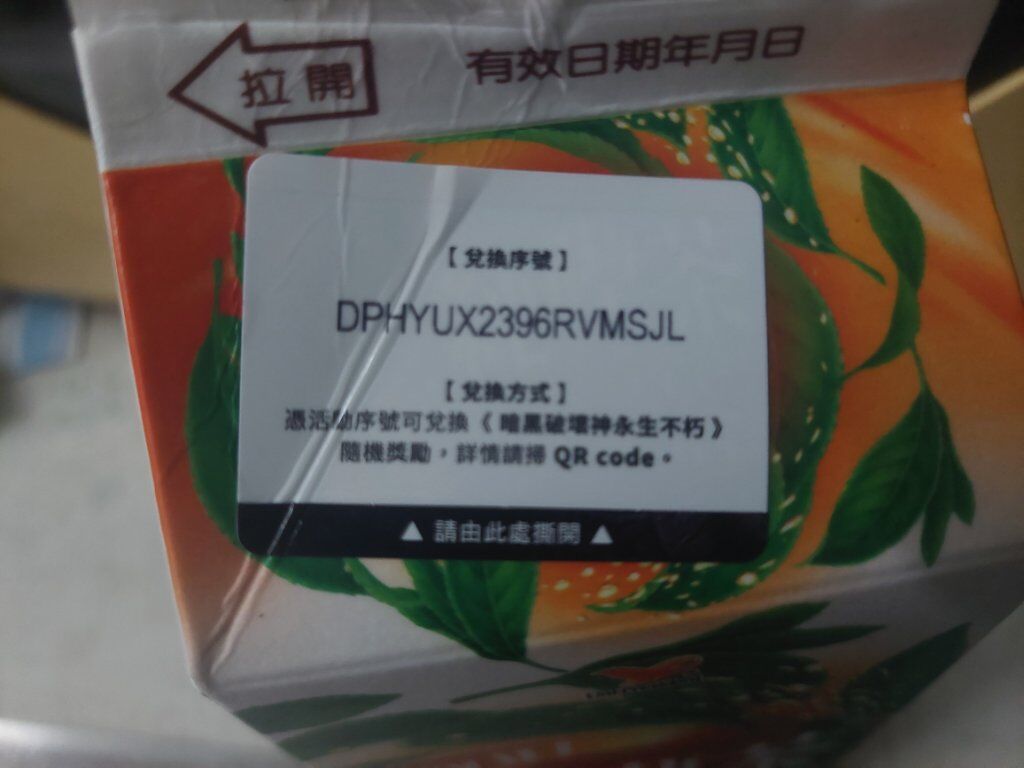 拉開
有效日期年月日
【兌換序號】
DPHYUX2396RVMSJL
【兌換方式】
憑活動序號可兌換《暗黑破壞神永生不朽》
隨機獎勵，詳情請掃 QR code。
▲ 請由此處撕開 ▲